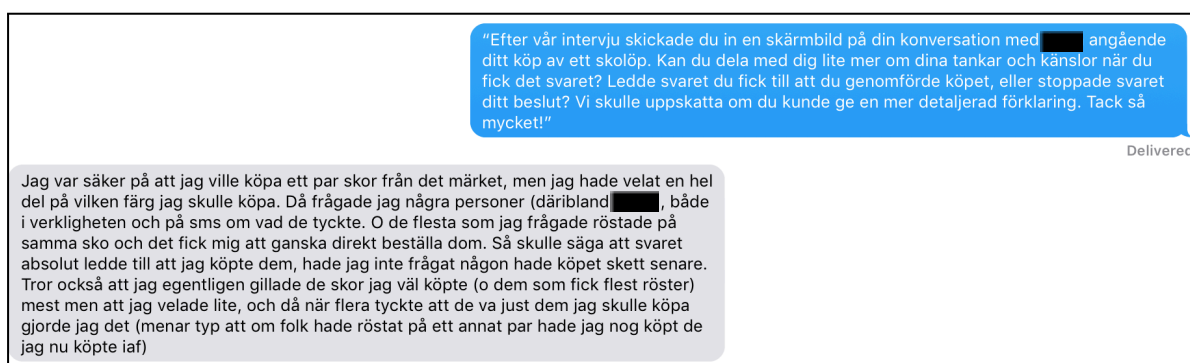 “Efter vår intervju skickade du in en skärmbild på din konversation med angående
ditt köp av ett skolöp. Kan du dela med dig lite mer om dina tankar och känslor när du
fick det svaret? Ledde svaret du fick till att du genomförde köpet, eller stoppade svaret
ditt beslut? Vi skulle uppskatta om du kunde ge en mer detaljerad förklaring. Tack så
mycket!”
Delivered
Jag var säker på att jag ville köpa ett par skor från det märket, men jag hade velat en hel
del på vilken färg jag skulle köpa. Då frågade jag några personer (däribland , både
i verkligheten och på sms om vad de tyckte. O de flesta som jag frågade röstade på
samma sko och det fick mig att ganska direkt beställa dom. Så skulle säga att svaret
absolut ledde till att jag köpte dem, hade jag inte frågat någon hade köpet skett senare.
Tror också att jag egentligen gillade de skor jag väl köpte (o dem som fick flest röster)
mest men att jag velade lite, och då när flera tyckte att de va just dem jag skulle köpa
gjorde jag det (menar typ att om folk hade röstat på ett annat par hade jag nog köpt de
jag nu köpte iaf)